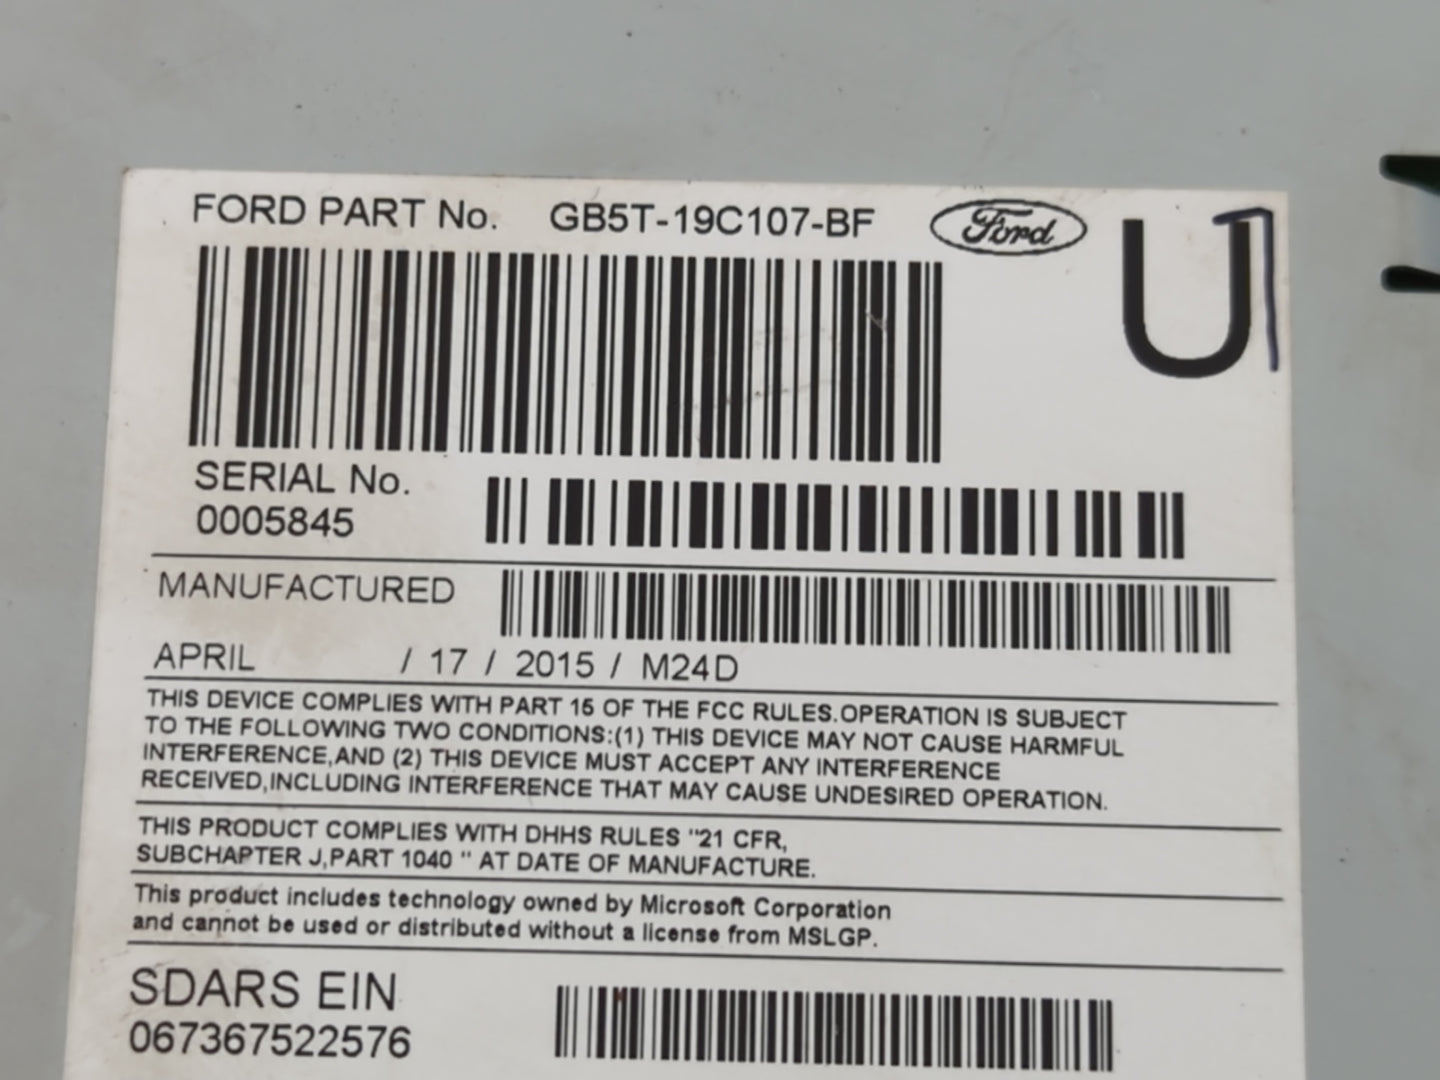 FORD PART No. GB5T-19C107-BF Ford U
SERIAL No.
0005845
MANUFACTURED
APRIL / 17 / 2015 / M24D
THIS DEVICE COMPLIES WITH PART 15 OF THE FCC RULES.OPERATION IS SUBJECT
TO THE FOLLOWING TWO CONDITIONS:(1) THIS DEVICE MAY NOT CAUSE HARMFUL
INTERFERENCE,AND (2) THIS DEVICE MUST ACCEPT ANY INTERFERENCE
RECEIVED,INCLUDING INTERFERENCE THAT MAY CAUSE UNDESIRED OPERATION.
THIS PRODUCT COMPLIES WITH DHHS RULES "21 CFR,
SUBCHAPTER J,PART 1040 " AT DATE OF MANUFACTURE.
This product includes technology owned by Microsoft Corporation
and cannot be used or distributed without a license from MSLGP.
SDARS EIN
067367522576